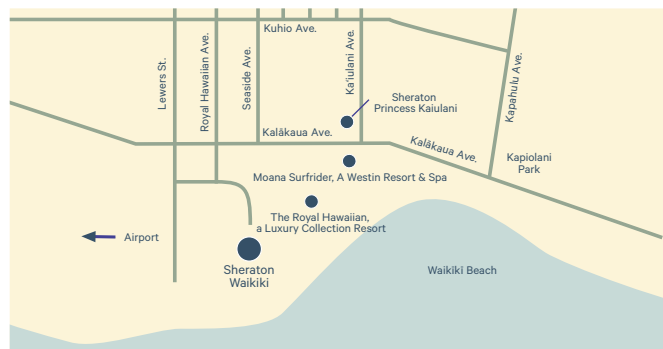 Kuhio Ave.
Lewers St.
Royal Hawaiian Ave.
Seaside Ave.
Ka'iulani Ave.
Kapahulu Ave.
Sheraton
Princess Kaiulani
Kalākaua Ave.
Kalākaua Ave.
Kapiolani
Park
Moana Surfrider, A Westin Resort & Spa
The Royal Hawaiian,
a Luxury Collection Resort
Airport
Sheraton
Waikiki
Waikiki Beach